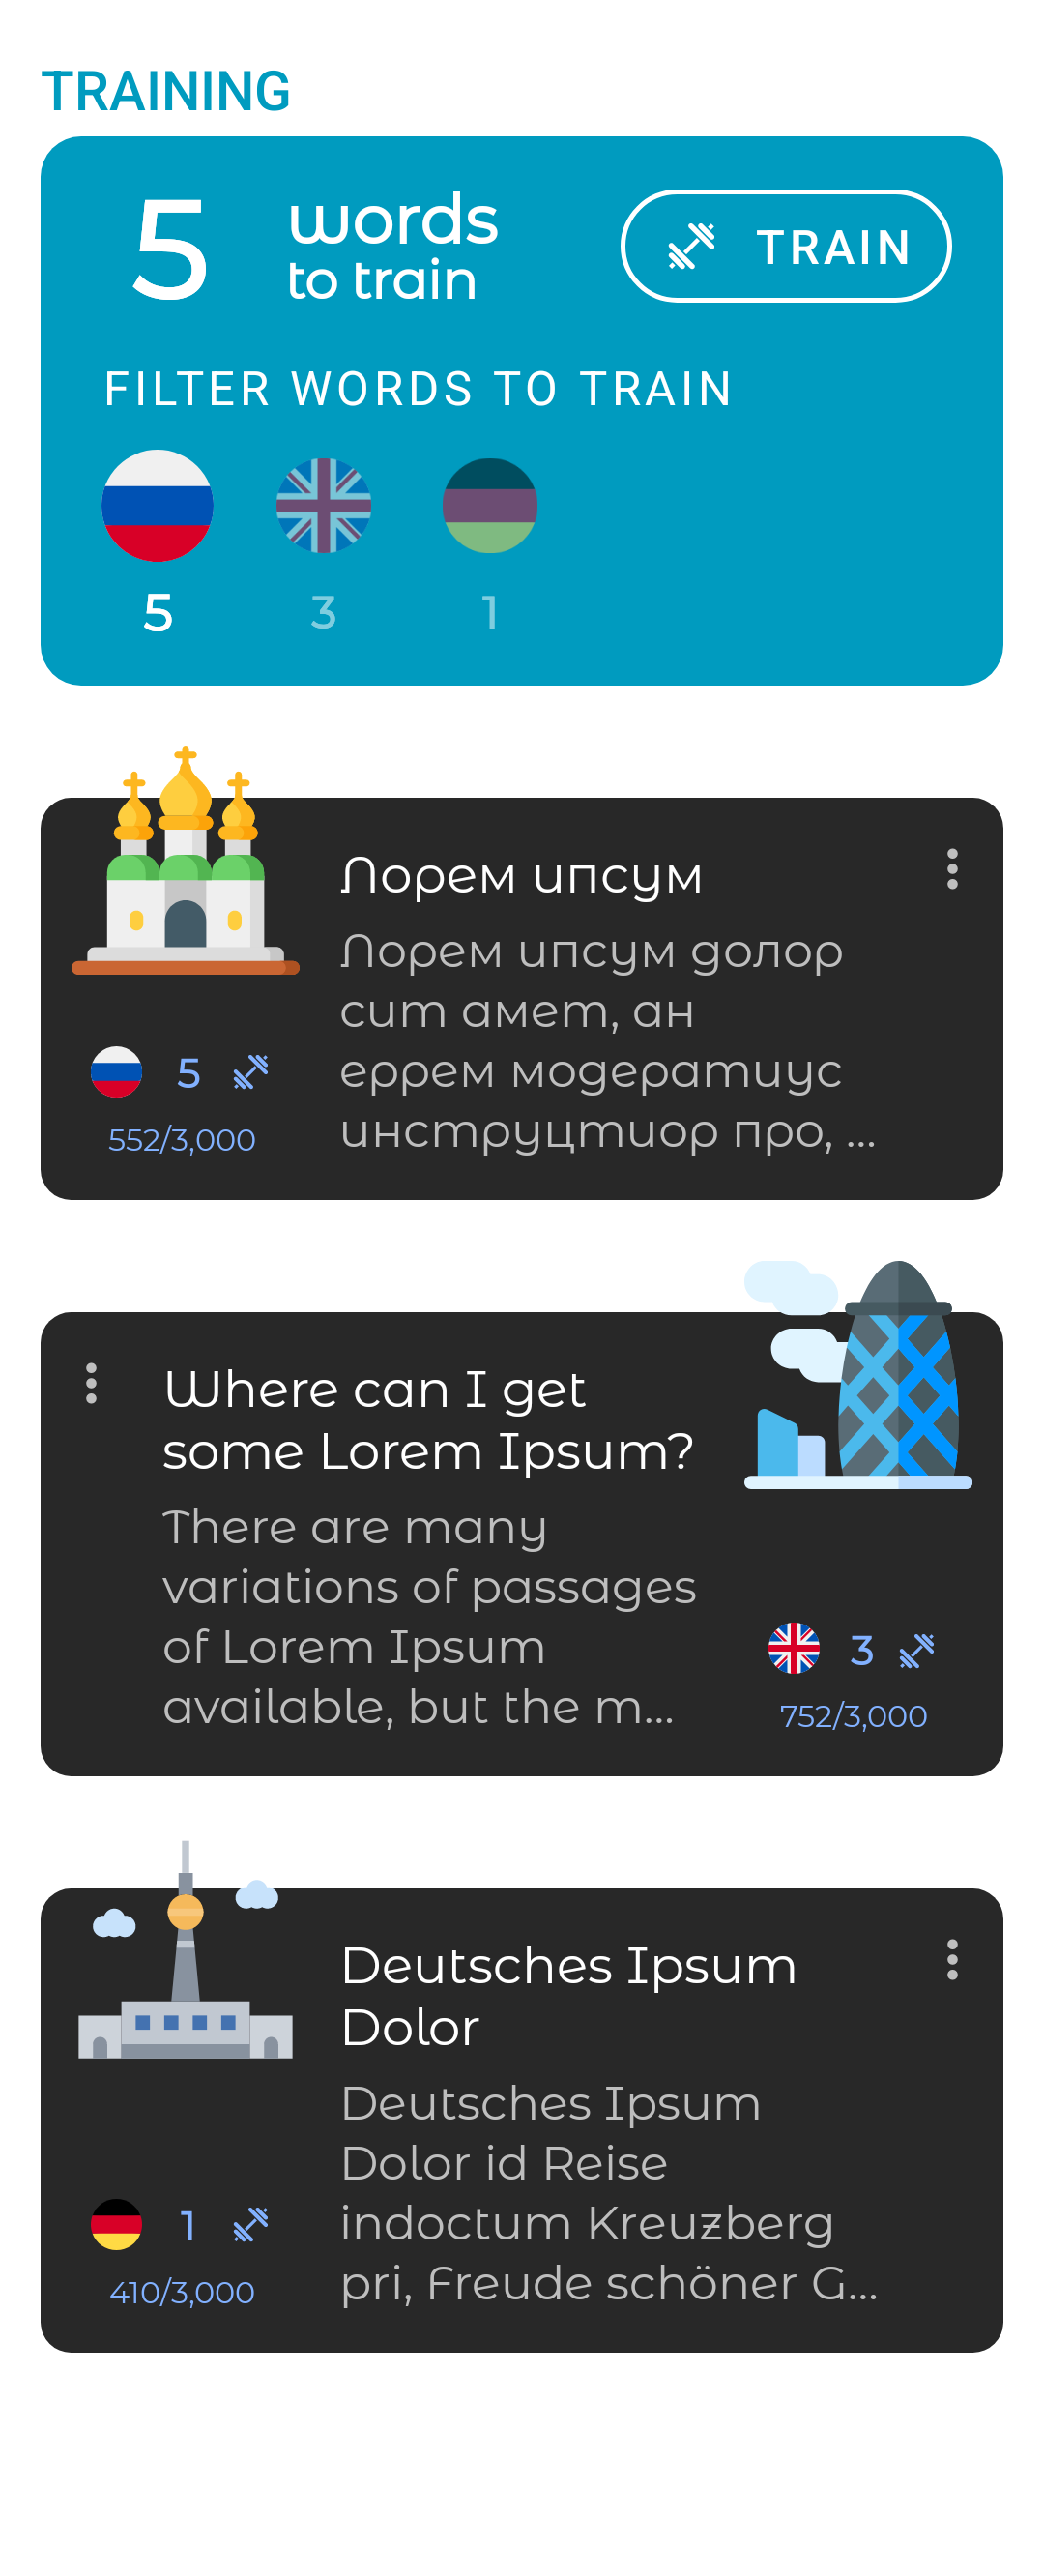 TRAINING
5 words
to train
TRAIN
FILTER WORDS TO TRAIN
5 3 1
Лорем ипсум
Лорем ипсум долор
сит амет, ан
еррем модератиус
инструцтиор про, ...
5
552/3,000
Where can I get
some Lorem Ipsum?
There are many
variations of passages
of Lorem Ipsum
available, but the m...
3
752/3,000
Deutsches Ipsum
Dolor
Deutsches Ipsum
Dolor id Reise
indoctum Kreuzberg
pri, Freude schöner G...
1
410/3,000